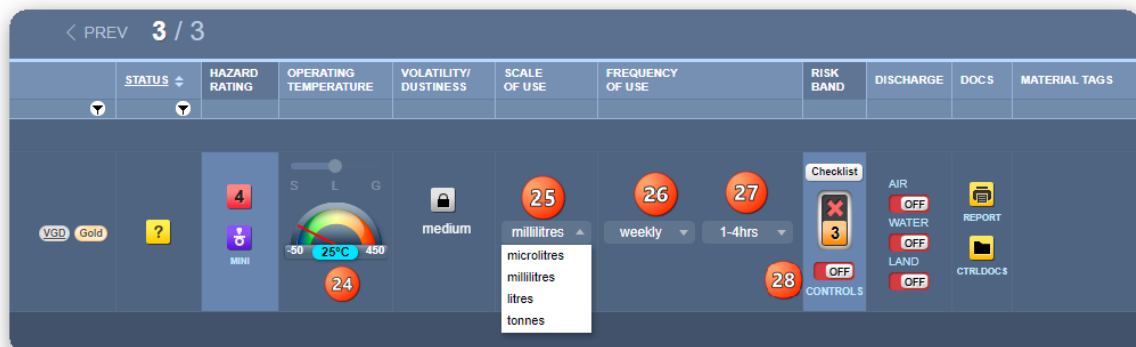 PREV 3 / 3
STATUS
HAZARD RATING
OPERATING TEMPERATURE
VOLATILITY/ DUSTINESS
SCALE OF USE
FREQUENCY OF USE
RISK BAND
DISCHARGE
DOCS
MATERIAL TAGS
VGD Gold
?
4
MINI
S L G
-50 25°C 450
24
medium
25
millilitres
microlitres
millilitres
litres
tonnes
26
weekly
27
1-4hrs
Checklist
3
28
OFF
CONTROLS
AIR
OFF
WATER
OFF
LAND
OFF
REPORT
CTRLDOCS